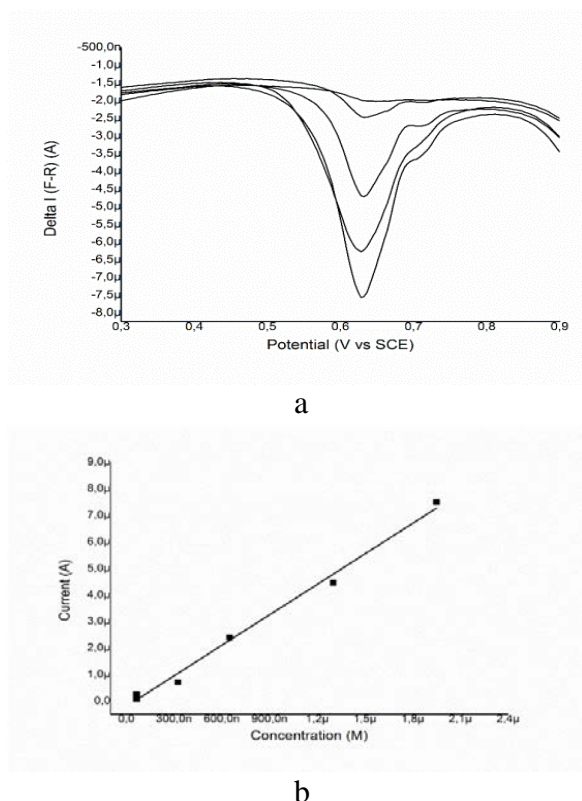 -500,0n
-1,0µ
-1,5µ
-2,0µ
-2,5µ
-3,0µ
-3,5µ
-4,0µ
-4,5µ
-5,0µ
-5,5µ
-6,0µ
-6,5µ
-7,0µ
-7,5µ
-8,0µ
Delta I (F-R) (A)
0,3 0,4 0,5 0,6 0,7 0,8 0,9
Potential (V vs SCE)
a
9,0µ
8,0µ
7,0µ
6,0µ
5,0µ
4,0µ
3,0µ
2,0µ
1,0µ
0,0
Current (A)
0,0 300,0n 600,0n 900,0n 1,2µ 1,5µ 1,8µ 2,1µ 2,4µ
Concentration (M)
b